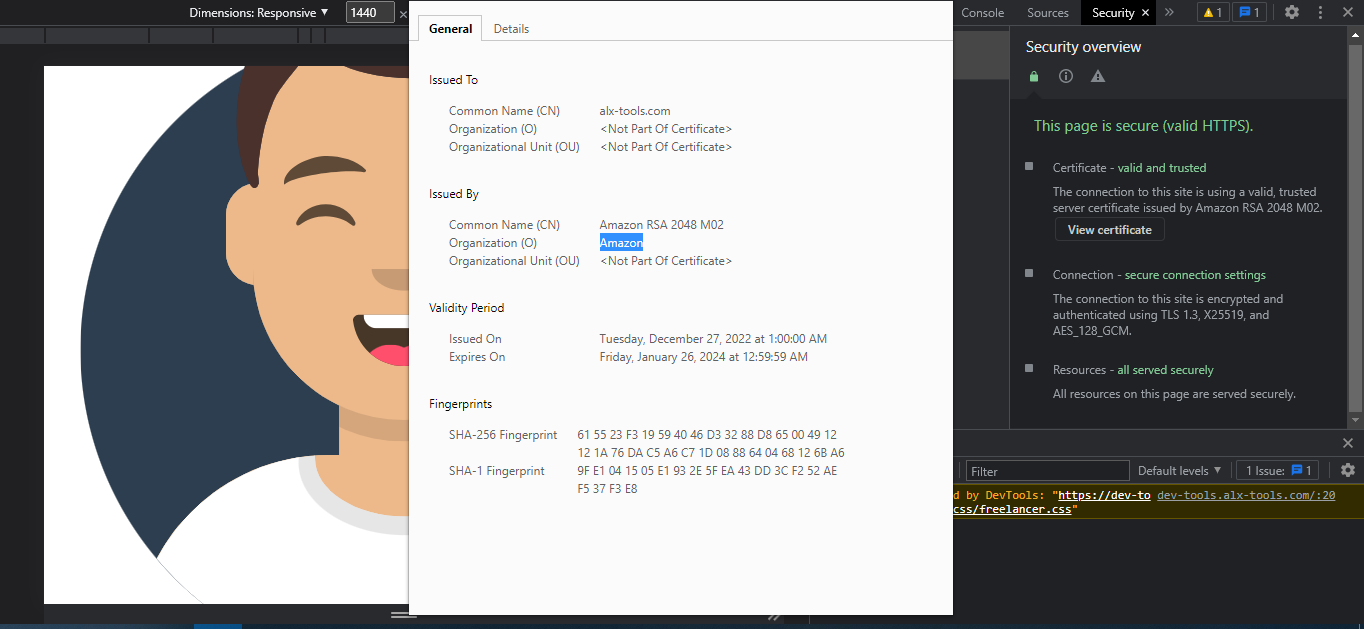 Dimensions: Responsive ▼ 1440 ×
Console Sources Security × » 1 1
General Details
Issued To
Common Name (CN) alx-tools.com
Organization (O) <Not Part Of Certificate>
Organizational Unit (OU) <Not Part Of Certificate>
Issued By
Common Name (CN) Amazon RSA 2048 M02
Organization (O) Amazon
Organizational Unit (OU) <Not Part Of Certificate>
Validity Period
Issued On Tuesday, December 27, 2022 at 1:00:00 AM
Expires On Friday, January 26, 2024 at 12:59:59 AM
Fingerprints
SHA-256 Fingerprint 61 55 23 F3 19 59 40 46 D3 32 88 D8 65 00 49 12
12 1A 76 DA C5 A6 C7 1D 08 88 64 04 68 12 6B A6
SHA-1 Fingerprint 9F E1 04 15 05 E1 93 2E 5F EA 43 DD 3C F2 52 AE
F5 37 F3 E8
Security overview
This page is secure (valid HTTPS).
Certificate - valid and trusted
The connection to this site is using a valid, trusted
server certificate issued by Amazon RSA 2048 M02.
View certificate
Connection - secure connection settings
The connection to this site is encrypted and
authenticated using TLS 1.3, X25519, and
AES_128_GCM.
Resources - all served securely
All resources on this page are served securely.
Filter Default levels ▼ 1 Issue: 1
d by DevTools: "https://dev-to dev-tools.alx-tools.com/:20
css/freelancer.css"